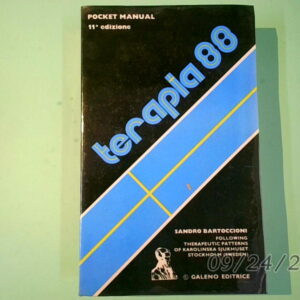 POCKET MANUAL
11ª edizione
terapia 88
SANDRO BARTOCCIONI
FOLLOWING
THERAPEUTIC PATTERNS
OF KAROLINSKA SJUKHUSET
STOCKHOLM (SWEDEN)
© GALENO EDITRICE
09/24/2